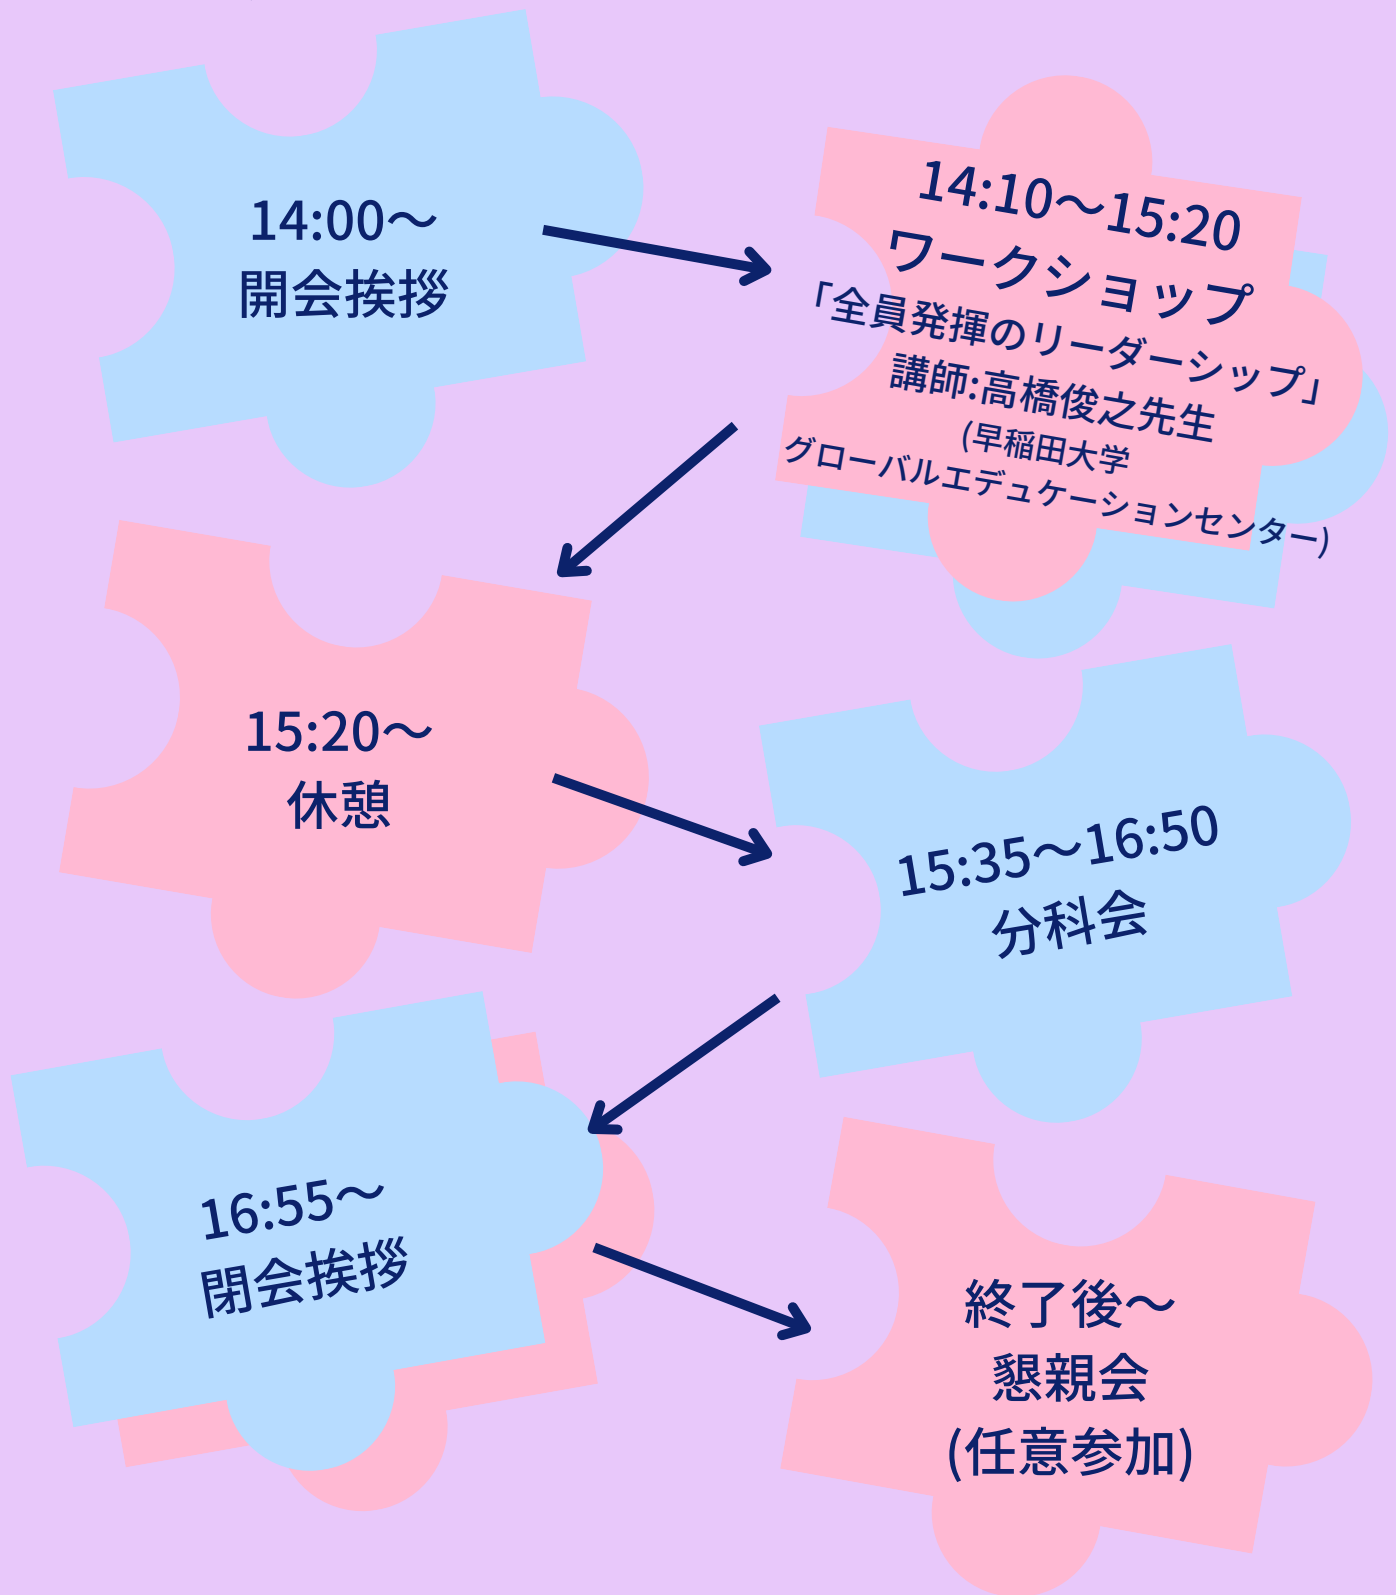 14:00～
開会挨拶
14:10～15:20
ワークショップ
「全員発揮のリーダーシップ」
講師:高橋俊之先生
(早稲田大学
グローバルエデュケーションセンター)
15:20～
休憩
15:35～16:50
分科会
16:55～
閉会挨拶
終了後～
懇親会
(任意参加)